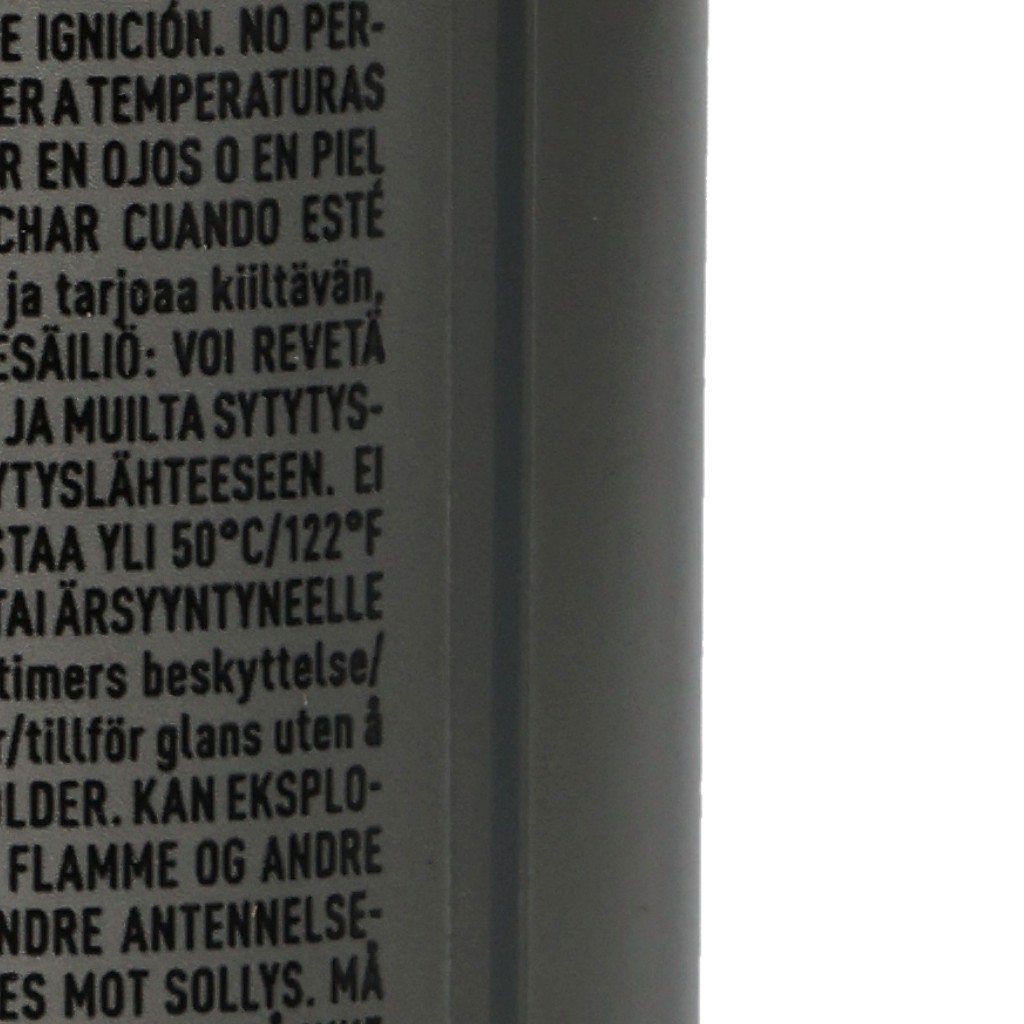 E IGNICIÓN. NO PER-
ER A TEMPERATURAS
R EN OJOS O EN PIEL
CHAR CUANDO ESTÉ
ja tarjoaa kiiltävän,
ESÄILIÖ: VOI REVETÄ
JA MUILTA SYTYTYS-
YTYSLÄHTEESEEN. EI
STAA YLI 50°C/122°F
TAI ÄRSYYNTYNEELLE
timers beskyttelse/
r/tillför glans uten å
OLDER. KAN EKSPLO-
FLAMME OG ANDRE
NDRE ANTENNELSE-
ES MOT SOLLYS. MÅ